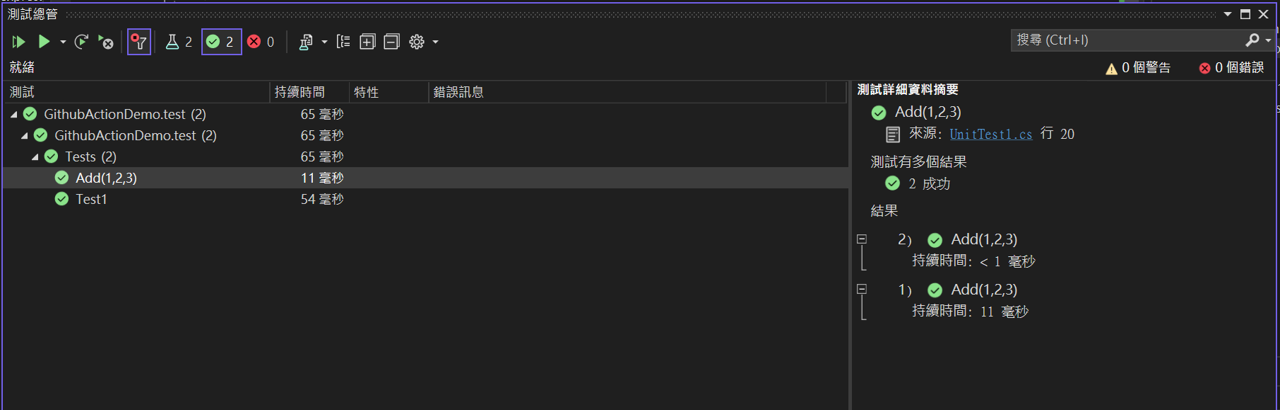 測試總管
2
2
0
搜尋 (Ctrl+I)
就緒
0 個警告
0 個錯誤
測試 持續時間 特性 錯誤訊息
GithubActionDemo.test (2) 65 毫秒
GithubActionDemo.test (2) 65 毫秒
Tests (2) 65 毫秒
Add(1,2,3) 11 毫秒
Test1 54 毫秒
測試詳細資料摘要
Add(1,2,3)
來源: UnitTest1.cs 行 20
測試有多個結果
2 成功
結果
2) Add(1,2,3)
持續時間: < 1 毫秒
1) Add(1,2,3)
持續時間: 11 毫秒